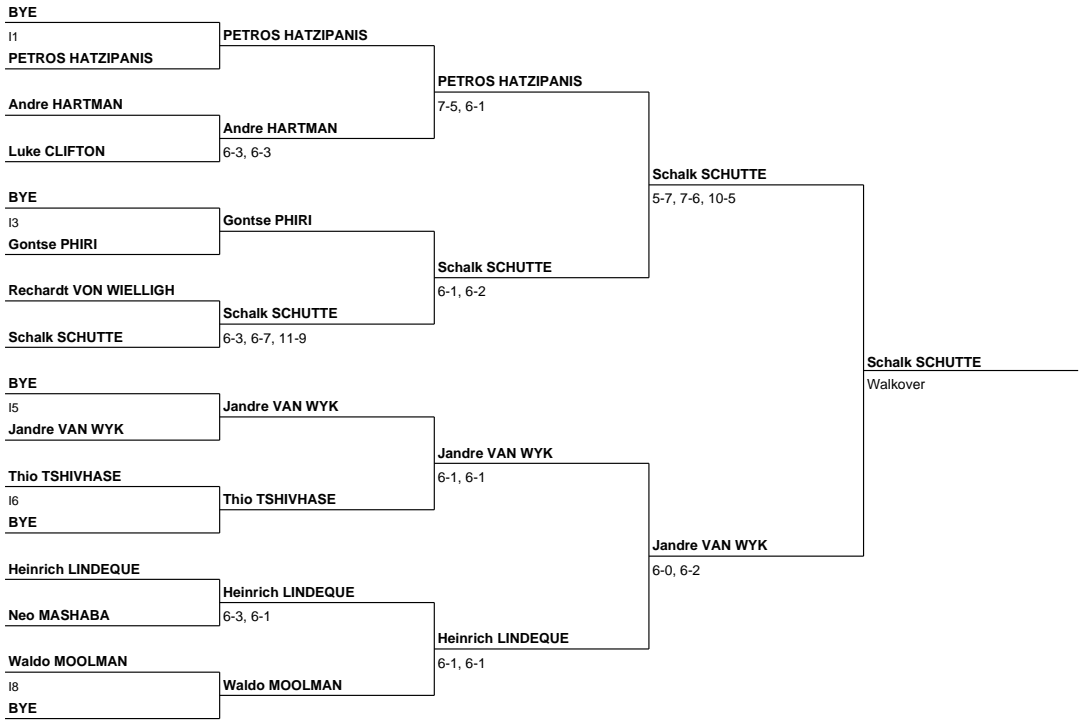 BYE
I1
PETROS HATZIPANIS
Andre HARTMAN
Luke CLIFTON
BYE
I3
Gontse PHIRI
Rechardt VON WIELLIGH
Schalk SCHUTTE
BYE
I5
Jandre VAN WYK
Thio TSHIVHASE
I6
BYE
Heinrich LINDEQUE
Neo MASHABA
Waldo MOOLMAN
I8
BYE
PETROS HATZIPANIS
Andre HARTMAN
6-3, 6-3
Gontse PHIRI
Schalk SCHUTTE
6-3, 6-7, 11-9
Jandre VAN WYK
Thio TSHIVHASE
Heinrich LINDEQUE
6-3, 6-1
Waldo MOOLMAN
PETROS HATZIPANIS
7-5, 6-1
Schalk SCHUTTE
6-1, 6-2
Jandre VAN WYK
6-1, 6-1
Heinrich LINDEQUE
6-1, 6-1
Schalk SCHUTTE
5-7, 7-6, 10-5
Jandre VAN WYK
6-0, 6-2
Schalk SCHUTTE
Walkover